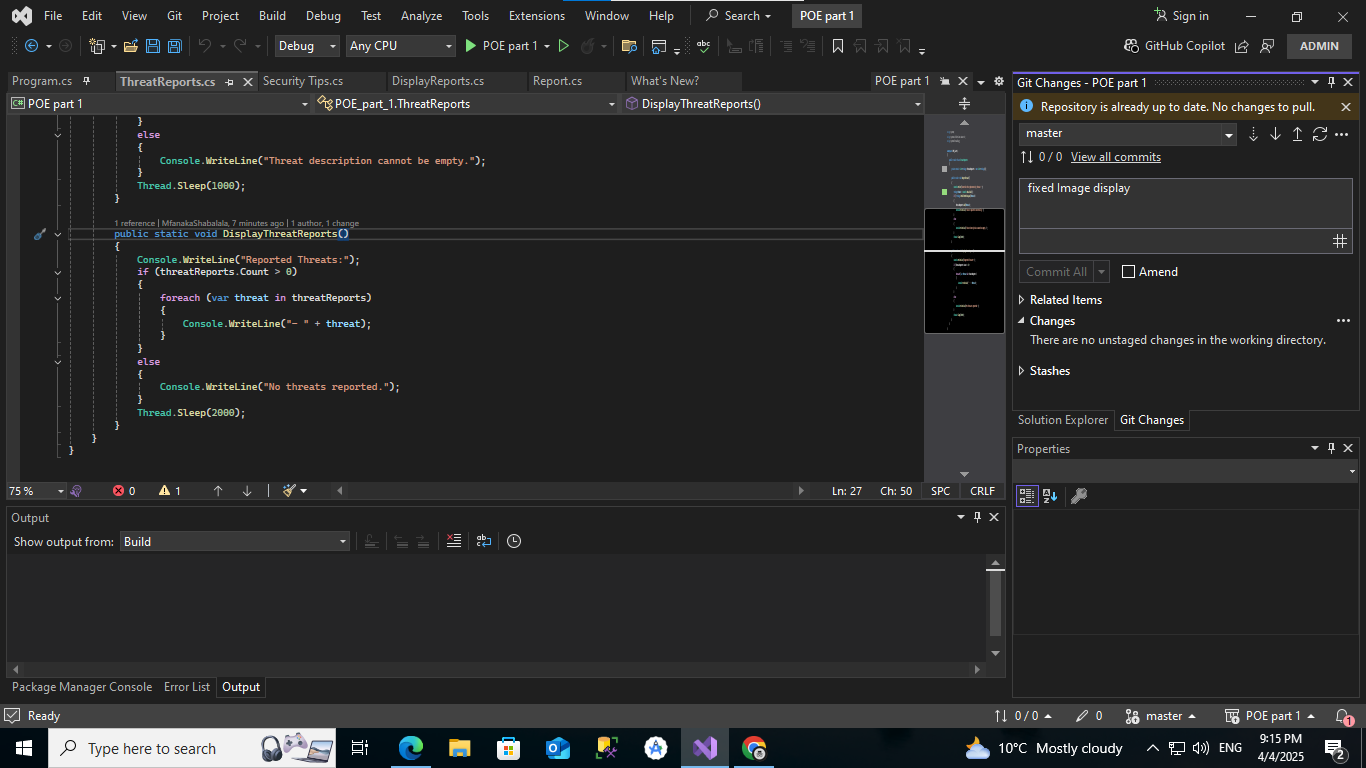 File Edit View Git Project Build Debug Test Analyze Tools Extensions Window Help Search POE part 1 Sign in
Debug Any CPU POE part 1 GitHub Copilot ADMIN
Program.cs ThreatReports.cs Security Tips.cs DisplayReports.cs Report.cs What's New? POE part 1
C# POE part 1 POE_part_1.ThreatReports DisplayThreatReports()
}
else
{
Console.WriteLine("Threat description cannot be empty.");
}
Thread.Sleep(1000);
}
1 reference | MfanakaShabalala, 7 minutes ago | 1 author, 1 change
public static void DisplayThreatReports()
{
Console.WriteLine("Reported Threats:");
if (threatReports.Count > 0)
{
foreach (var threat in threatReports)
{
Console.WriteLine("- " + threat);
}
}
else
{
Console.WriteLine("No threats reported.");
}
Thread.Sleep(2000);
}
}
}
75 % 0 1 Ln: 27 Ch: 50 SPC CRLF
Output
Show output from: Build
Package Manager Console Error List Output
Git Changes - POE part 1
Repository is already up to date. No changes to pull.
master
0 / 0 View all commits
fixed Image display
Commit All Amend
Related Items
Changes
There are no unstaged changes in the working directory.
Stashes
Solution Explorer Git Changes
Properties
Ready 0 / 0 0 master POE part 1 1
Type here to search 10°C Mostly cloudy ENG 9:15 PM
4/4/2025 2